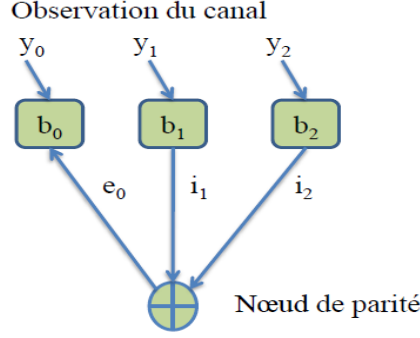 Observation du canal
y₀ y₁ y₂
b₀ b₁ b₂
e₀ i₁ i₂
Nœud de parité